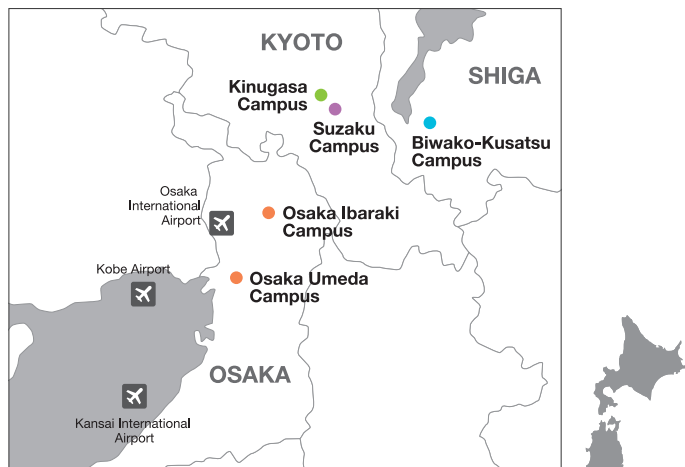 KYOTO
SHIGA
Kinugasa
Campus
Suzaku
Campus
Biwako-Kusatsu
Campus
Osaka
International
Airport
Osaka Ibaraki
Campus
Kobe Airport
Osaka Umeda
Campus
OSAKA
Kansai International
Airport